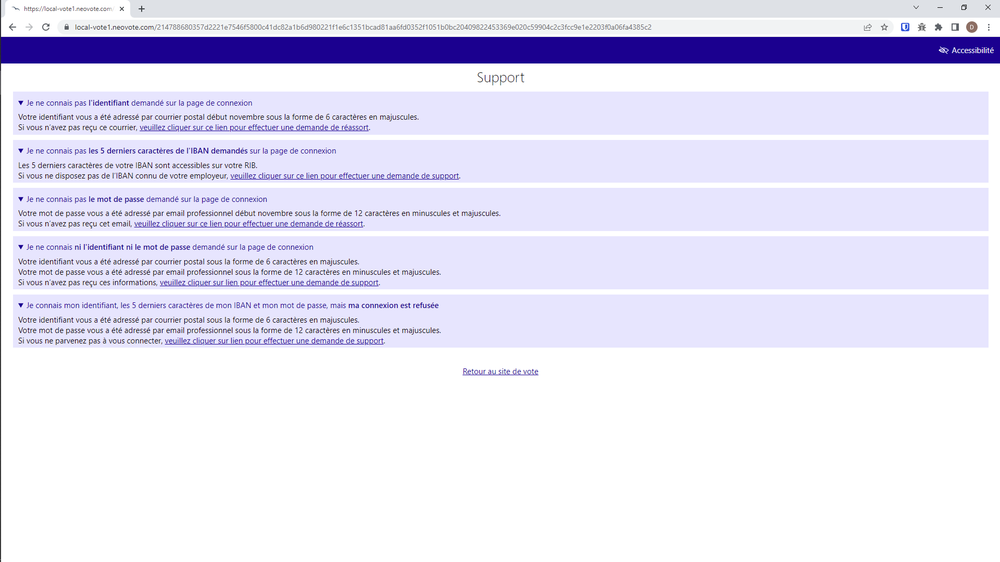 https://local-vote1.neovote.com/
local-vote1.neovote.com/214788680357d2221e7546f5800c41dc82a1b6d980221f1e6c1351bcad81aa6fd0352f1051b0bc20409822453369e020c59904c2c3fcc9e1e2203f0a06fa4385c2
D
Accessibilité
Support
Je ne connais pas l'identifiant demandé sur la page de connexion
Votre identifiant vous a été adressé par courrier postal début novembre sous la forme de 6 caractères en majuscules.
Si vous n'avez pas reçu ce courrier, veuillez cliquer sur ce lien pour effectuer une demande de réassort.
Je ne connais pas les 5 derniers caractères de l'IBAN demandés sur la page de connexion
Les 5 derniers caractères de votre IBAN sont accessibles sur votre RIB.
Si vous ne disposez pas de l'IBAN connu de votre employeur, veuillez cliquer sur ce lien pour effectuer une demande de support.
Je ne connais pas le mot de passe demandé sur la page de connexion
Votre mot de passe vous a été adressé par email professionnel début novembre sous la forme de 12 caractères en minuscules et majuscules.
Si vous n'avez pas reçu cet email, veuillez cliquer sur ce lien pour effectuer une demande de réassort.
Je ne connais ni l'identifiant ni le mot de passe demandé sur la page de connexion
Votre identifiant vous a été adressé par courrier postal sous la forme de 6 caractères en majuscules.
Votre mot de passe vous a été adressé par email professionnel sous la forme de 12 caractères en minuscules et majuscules.
Si vous n'avez pas reçu ces informations, veuillez cliquer sur lien pour effectuer une demande de support.
Je connais mon identifiant, les 5 derniers caractères de mon IBAN et mon mot de passe, mais ma connexion est refusée
Votre identifiant vous a été adressé par courrier postal sous la forme de 6 caractères en majuscules.
Votre mot de passe vous a été adressé par email professionnel sous la forme de 12 caractères en minuscules et majuscules.
Si vous ne parvenez pas à vous connecter, veuillez cliquer sur lien pour effectuer une demande de support.
Retour au site de vote